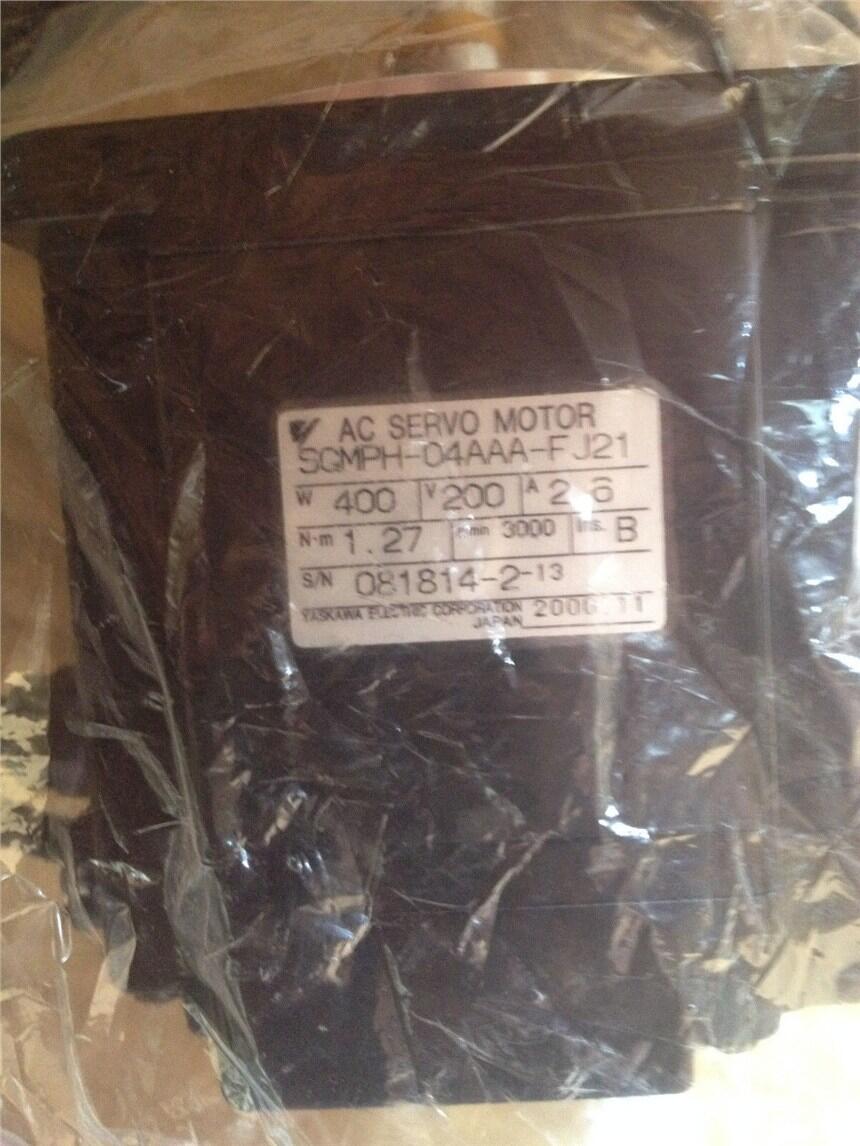 AC SERVO MOTOR
SGMPH-04AAA-FJ21
W 400 V 200 A 2.6
N·m 1.27 min 3000 Ins. B
S/N 081814-2-13
YASKAWA ELECTRIC CORPORATION
JAPAN 2006.11